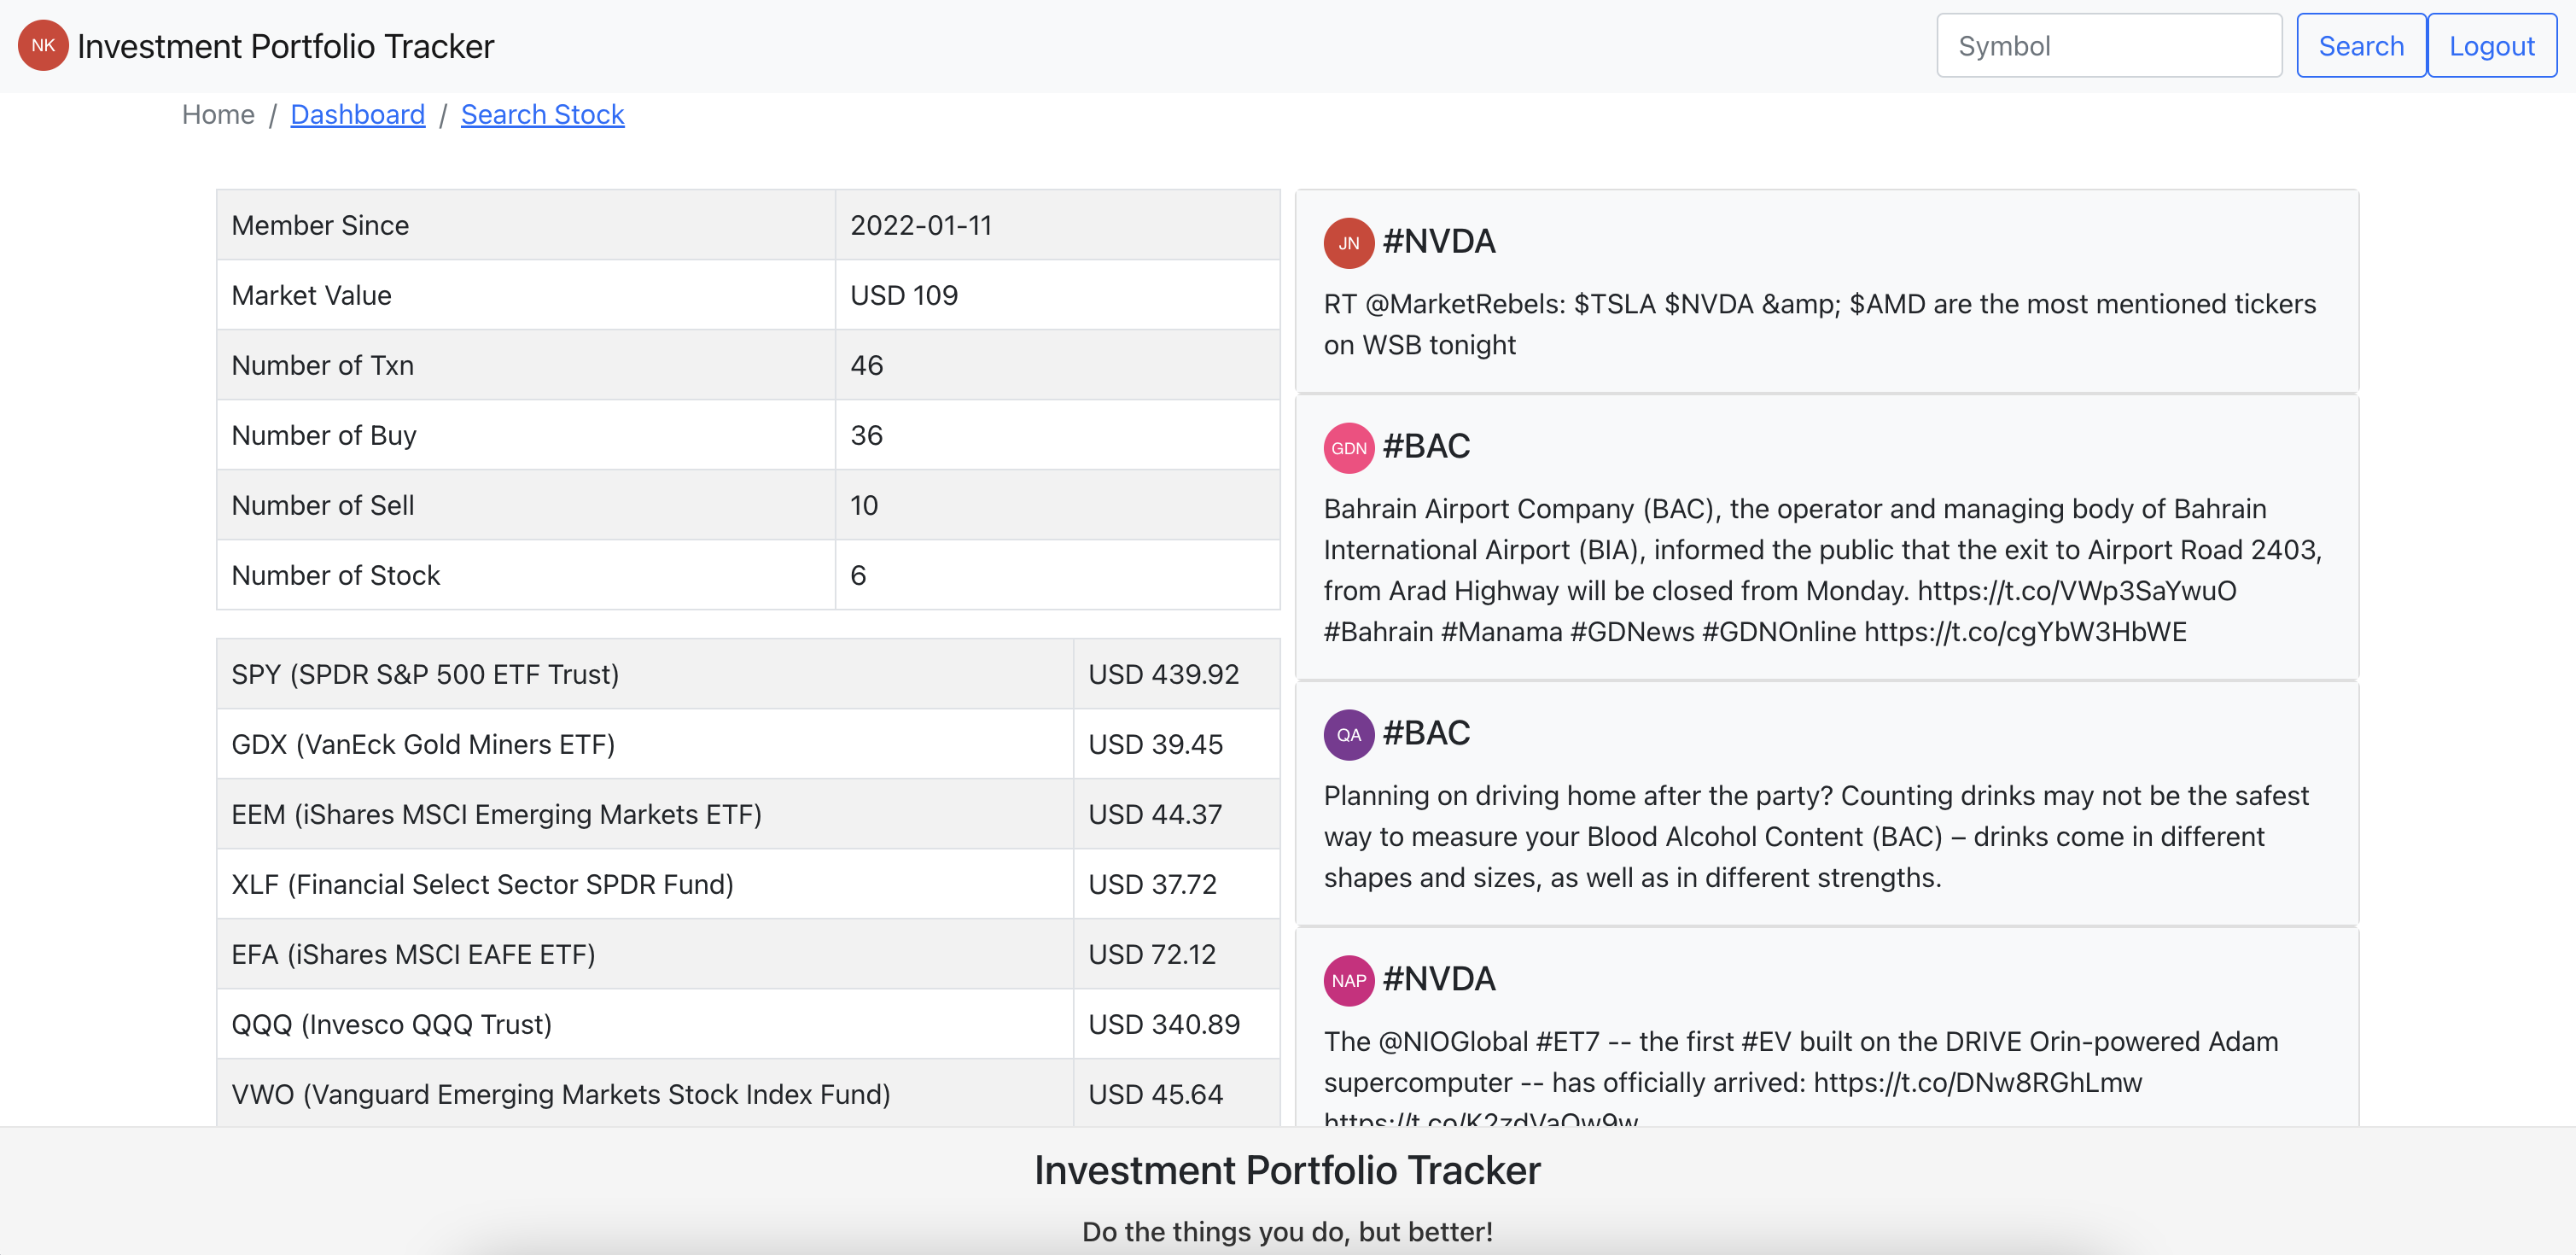 NK Investment Portfolio Tracker
Symbol
Search
Logout
Home / Dashboard / Search Stock
Member Since 2022-01-11
Market Value USD 109
Number of Txn 46
Number of Buy 36
Number of Sell 10
Number of Stock 6
SPY (SPDR S&P 500 ETF Trust) USD 439.92
GDX (VanEck Gold Miners ETF) USD 39.45
EEM (iShares MSCI Emerging Markets ETF) USD 44.37
XLF (Financial Select Sector SPDR Fund) USD 37.72
EFA (iShares MSCI EAFE ETF) USD 72.12
QQQ (Invesco QQQ Trust) USD 340.89
VWO (Vanguard Emerging Markets Stock Index Fund) USD 45.64
JN #NVDA
RT @MarketRebels: $TSLA $NVDA &amp; $AMD are the most mentioned tickers
on WSB tonight
GDN #BAC
Bahrain Airport Company (BAC), the operator and managing body of Bahrain
International Airport (BIA), informed the public that the exit to Airport Road 2403,
from Arad Highway will be closed from Monday. https://t.co/VWp3SaYwuO
#Bahrain #Manama #GDNews #GDNOnline https://t.co/cgYbW3HbWE
QA #BAC
Planning on driving home after the party? Counting drinks may not be the safest
way to measure your Blood Alcohol Content (BAC) – drinks come in different
shapes and sizes, as well as in different strengths.
NAP #NVDA
The @NIOGlobal #ET7 -- the first #EV built on the DRIVE Orin-powered Adam
supercomputer -- has officially arrived: https://t.co/DNw8RGhLmw
Investment Portfolio Tracker
Do the things you do, but better!